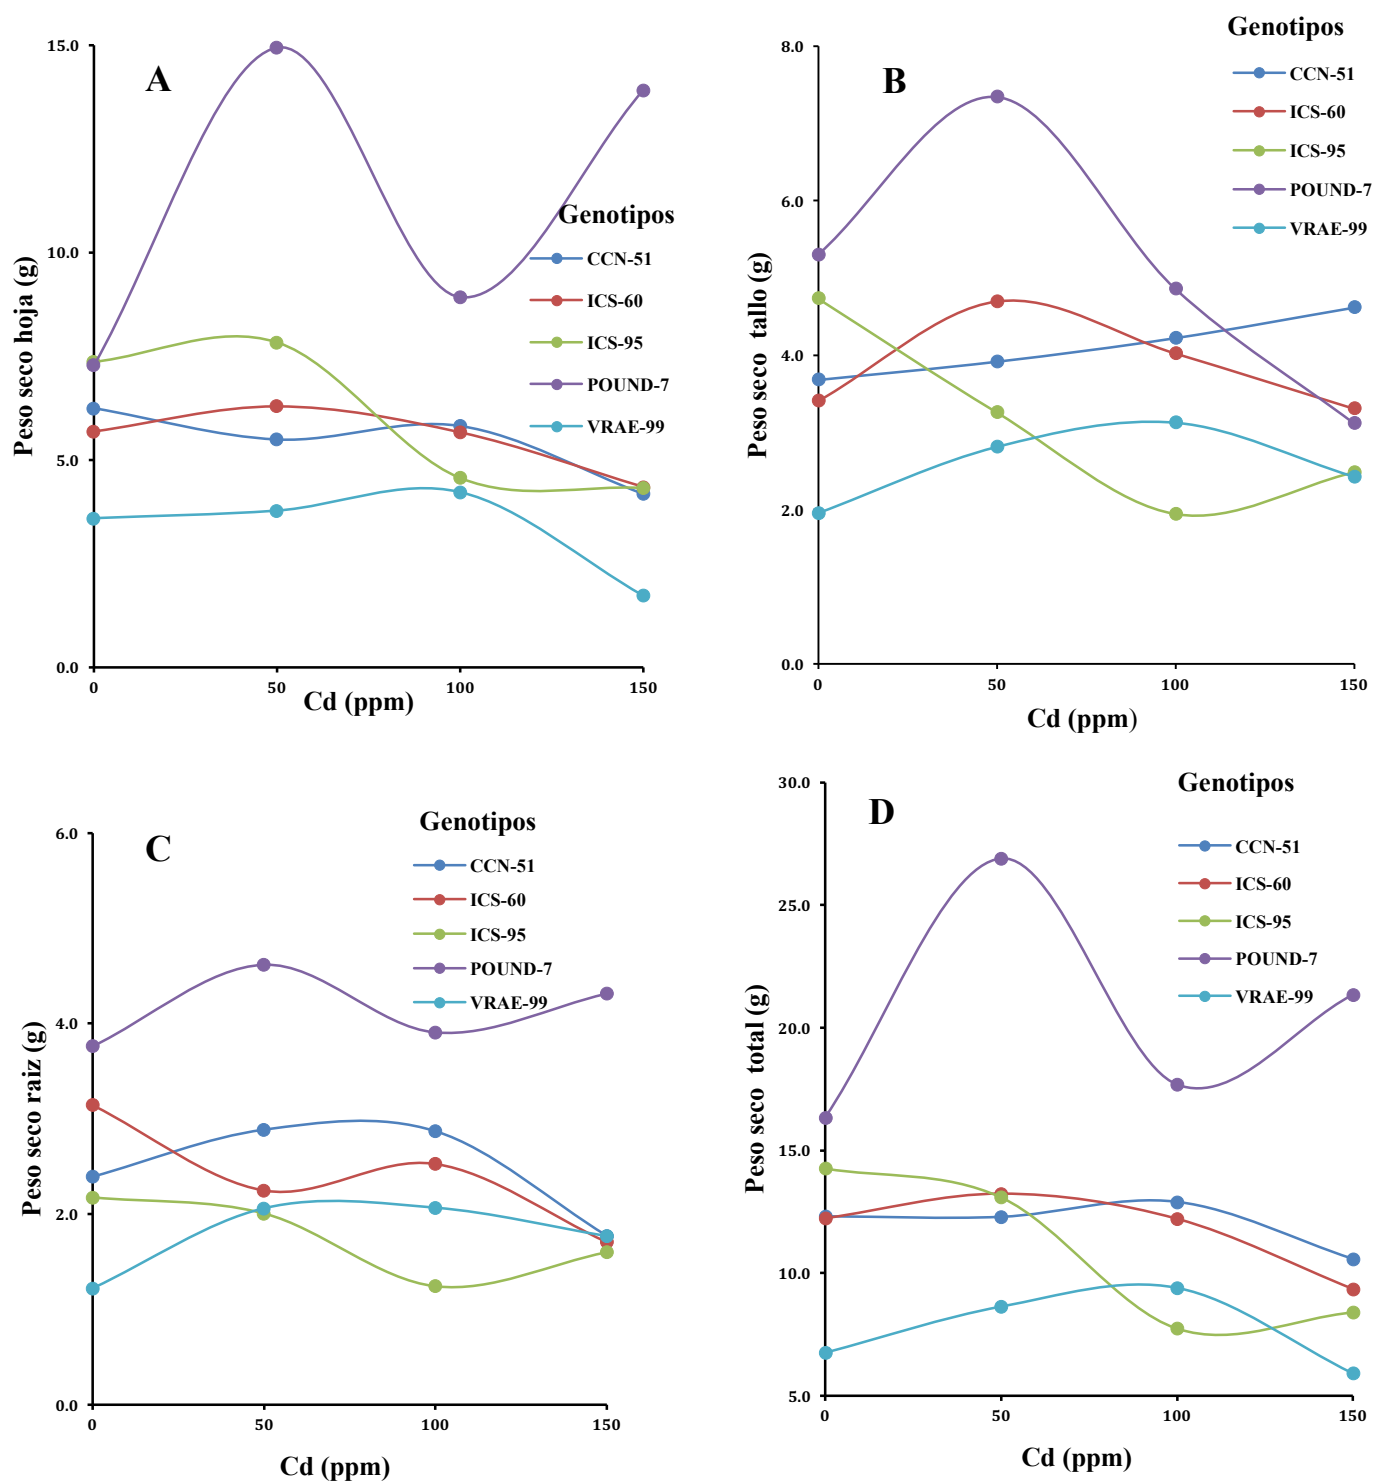 A
15.0
10.0
5.0
0.0
Peso seco hoja (g)
0 50 100 150
Cd (ppm)
Genotipos
CCN-51
ICS-60
ICS-95
POUND-7
VRAE-99
B
8.0
6.0
4.0
2.0
0.0
Peso seco tallo (g)
0 50 100 150
Cd (ppm)
Genotipos
CCN-51
ICS-60
ICS-95
POUND-7
VRAE-99
C
6.0
4.0
2.0
0.0
Peso seco raiz (g)
0 50 100 150
Cd (ppm)
Genotipos
CCN-51
ICS-60
ICS-95
POUND-7
VRAE-99
D
30.0
25.0
20.0
15.0
10.0
5.0
Peso seco total (g)
0 50 100 150
Cd (ppm)
Genotipos
CCN-51
ICS-60
ICS-95
POUND-7
VRAE-99